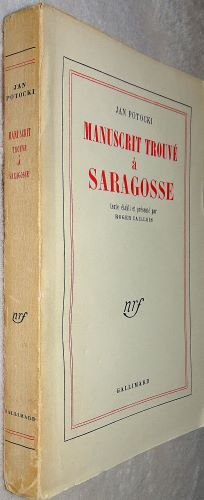 JAN
POTOCKI
MANUSCRIT
TROUVÉ
À
SARAGOSSE
nrf
GALLIMARD
JAN POTOCKI
MANUSCRIT TROUVÉ
à
SARAGOSSE
texte établi et présenté par
ROGER CAILLOIS
nrf
GALLIMARD